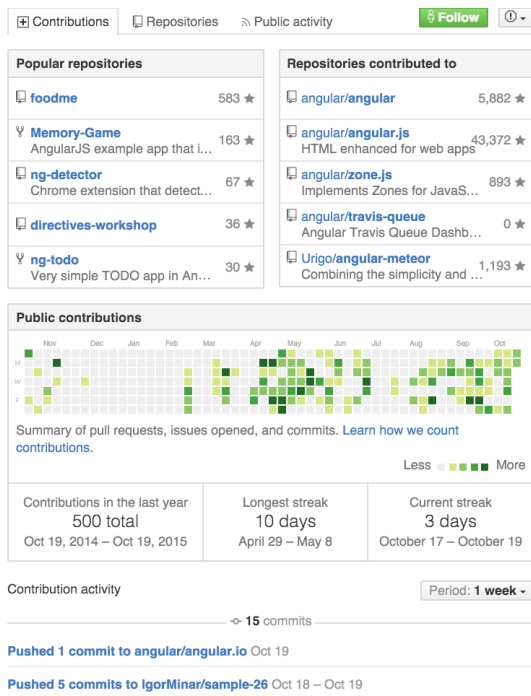 Contributions
Repositories
Public activity
Follow
Popular repositories
foodme 583
Memory-Game 163
AngularJS example app that i...
ng-detector 67
Chrome extension that detect...
directives-workshop 36
ng-todo 30
Very simple TODO app in An...
Repositories contributed to
angular/angular 5,882
angular/angular.js 43,372
HTML enhanced for web apps
angular/zone.js 893
Implements Zones for JavaS...
angular/travis-queue 0
Angular Travis Queue Dashb...
Urigo/angular-meteor 1,193
Combining the simplicity and ...
Public contributions
Nov Dec Jan Feb Mar Apr May Jun Jul Aug Sep Oct
M
W
F
Summary of pull requests, issues opened, and commits. Learn how we count
contributions.
Less More
Contributions in the last year
500 total
Oct 19, 2014 – Oct 19, 2015
Longest streak
10 days
April 29 – May 8
Current streak
3 days
October 17 – October 19
Contribution activity
Period: 1 week
15 commits
Pushed 1 commit to angular/angular.io Oct 19
Pushed 5 commits to IgorMinar/sample-26 Oct 18 – Oct 19